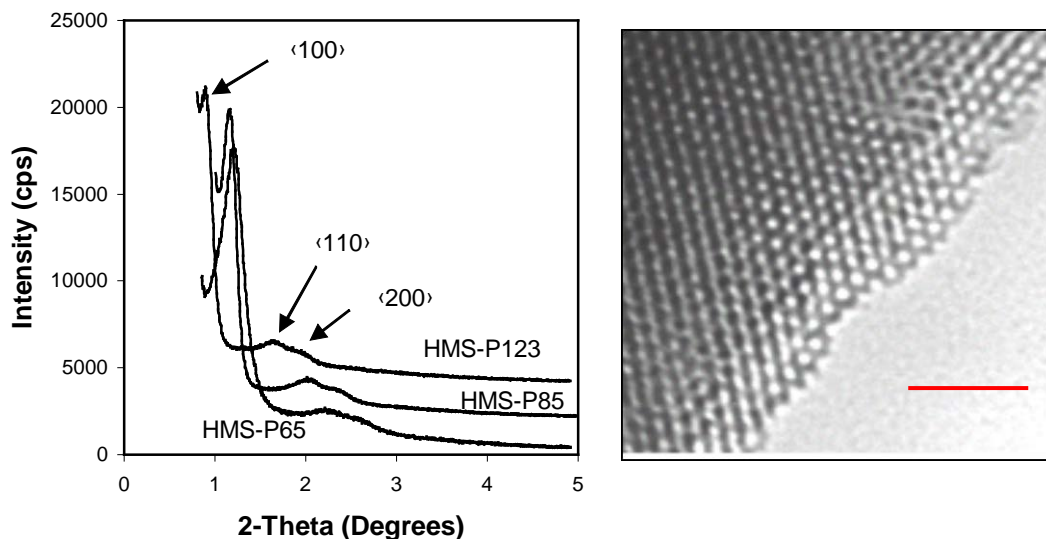 25000
20000
15000
10000
5000
0
Intensity (cps)
‹100›
‹110›
‹200›
HMS-P123
HMS-P85
HMS-P65
0 1 2 3 4 5
2-Theta (Degrees)